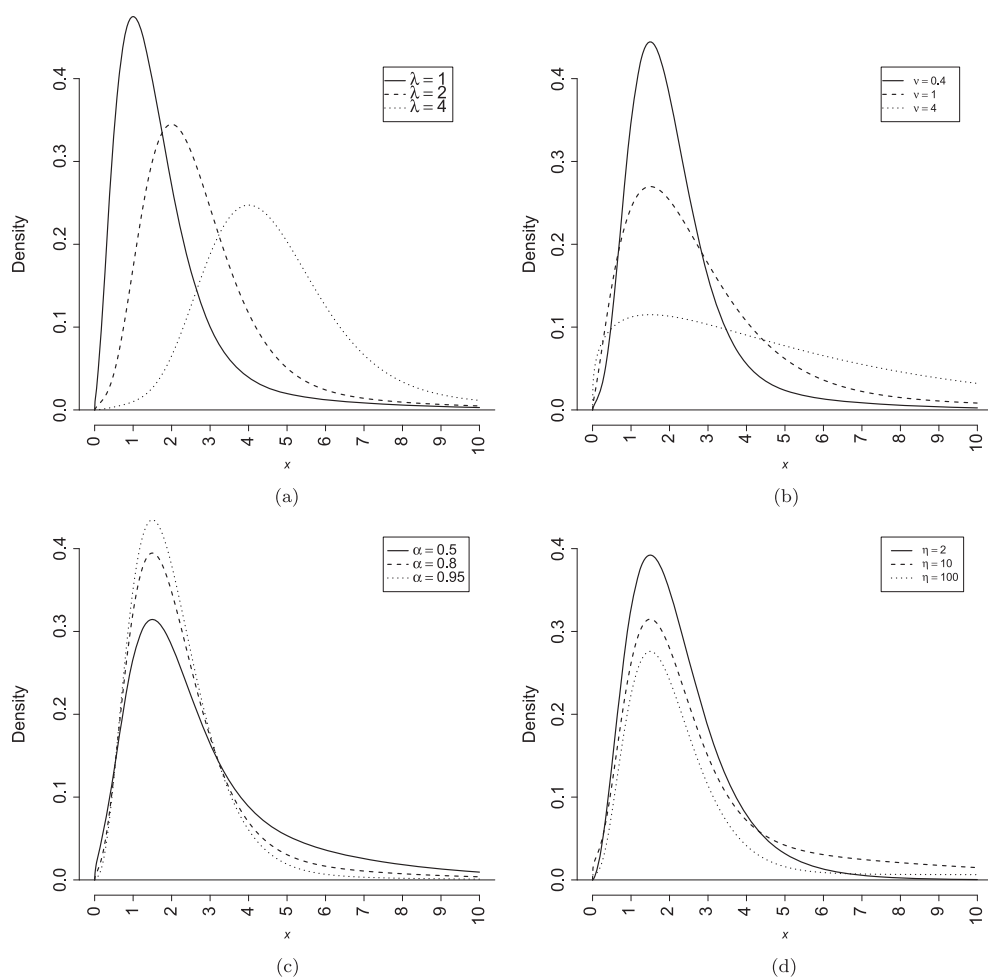 Density
0.0 0.1 0.2 0.3 0.4
0 1 2 3 4 5 6 7 8 9 10
x
λ = 1
λ = 2
λ = 4
(a)
Density
0.0 0.1 0.2 0.3 0.4
0 1 2 3 4 5 6 7 8 9 10
x
ν = 0.4
ν = 1
ν = 4
(b)
Density
0.0 0.1 0.2 0.3 0.4
0 1 2 3 4 5 6 7 8 9 10
x
α = 0.5
α = 0.8
α = 0.95
(c)
Density
0.0 0.1 0.2 0.3 0.4
0 1 2 3 4 5 6 7 8 9 10
x
η = 2
η = 10
η = 100
(d)